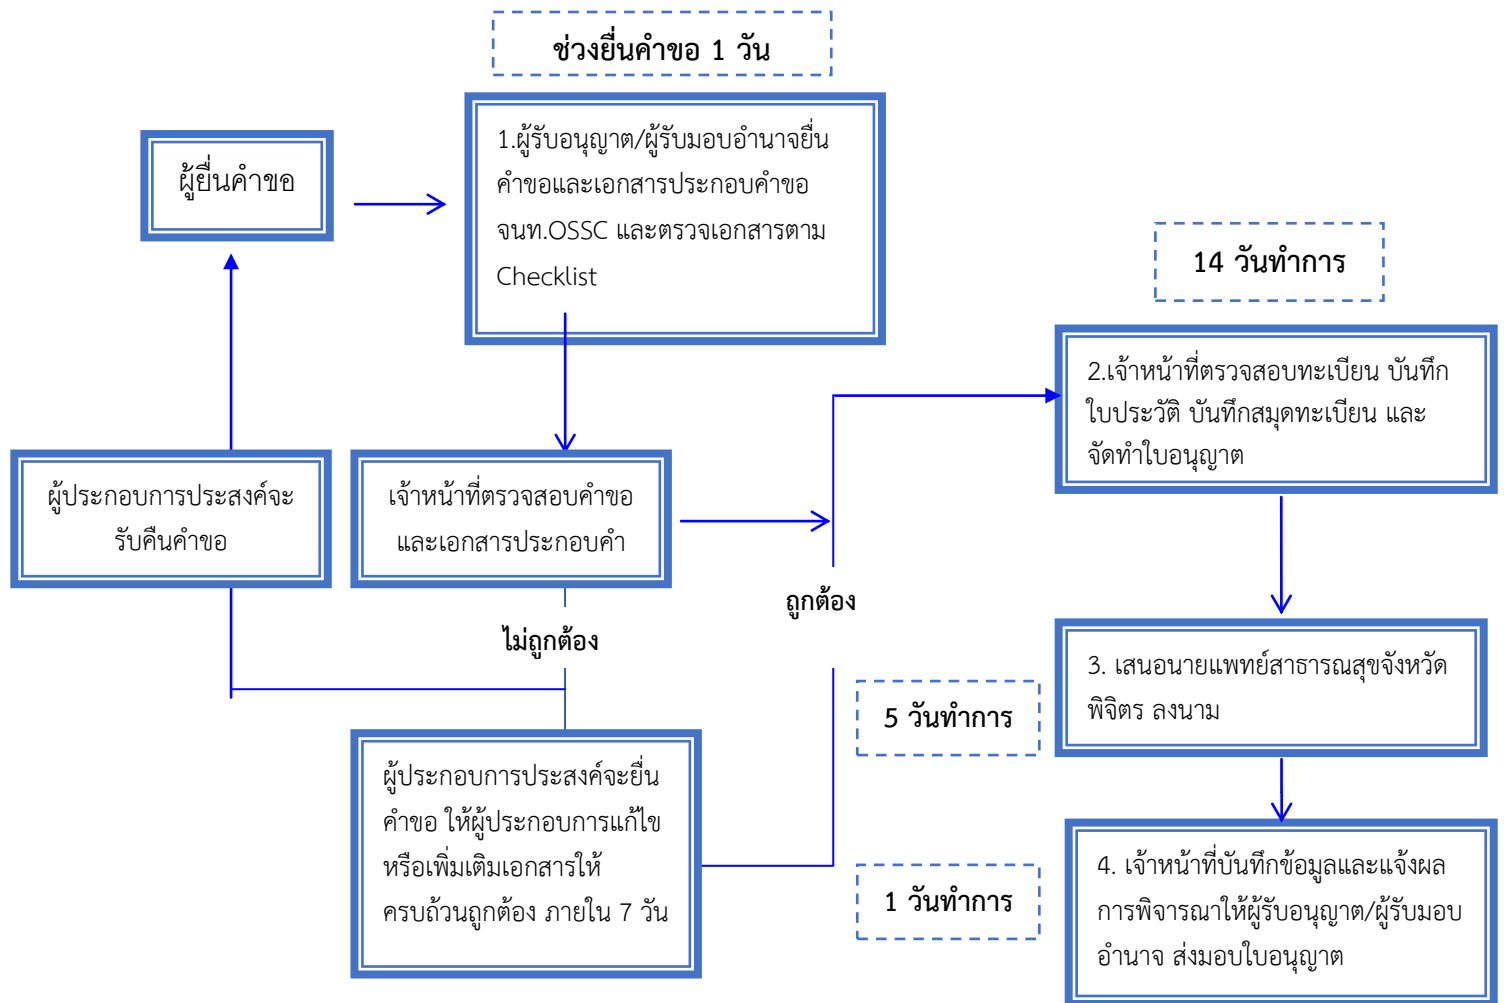 ช่วงยื่นคำขอ 1 วัน
ผู้ยื่นคำขอ
1.ผู้รับอนุญาต/ผู้รับมอบอำนาจยื่น
คำขอและเอกสารประกอบคำขอ
จนท.OSSC และตรวจเอกสารตาม
Checklist
14 วันทำการ
2.เจ้าหน้าที่ตรวจสอบทะเบียน บันทึก
ใบประวัติ บันทึกสมุดทะเบียน และ
จัดทำใบอนุญาต
ผู้ประกอบการประสงค์จะ
รับคืนคำขอ
เจ้าหน้าที่ตรวจสอบคำขอ
และเอกสารประกอบคำ
ถูกต้อง
ไม่ถูกต้อง
5 วันทำการ
3. เสนอนายแพทย์สาธารณสุขจังหวัด
พิจิตร ลงนาม
ผู้ประกอบการประสงค์จะยื่น
คำขอ ให้ผู้ประกอบการแก้ไข
หรือเพิ่มเติมเอกสารให้
ครบถ้วนถูกต้อง ภายใน 7 วัน
1 วันทำการ
4. เจ้าหน้าที่บันทึกข้อมูลและแจ้งผล
การพิจารณาให้ผู้รับอนุญาต/ผู้รับมอบ
อำนาจ ส่งมอบใบอนุญาต